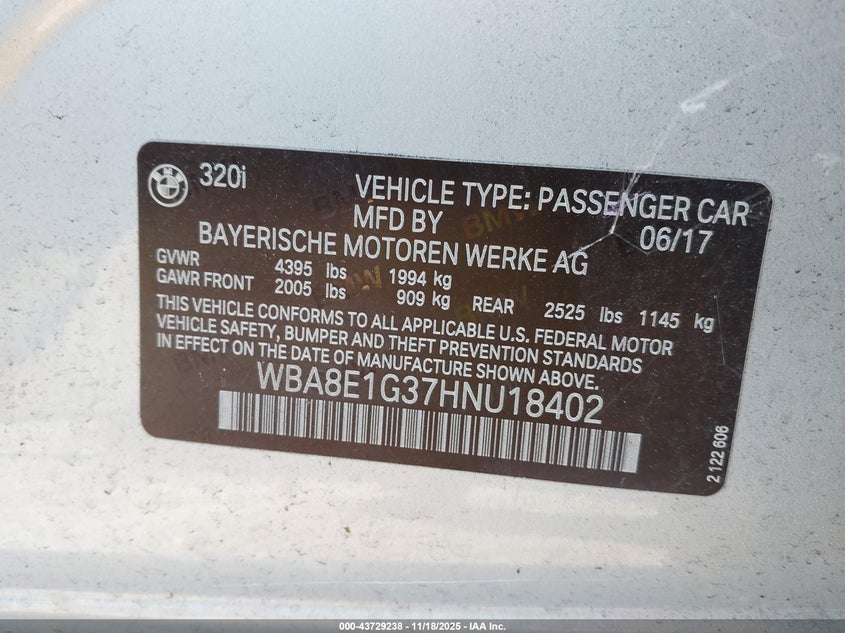 320i
VEHICLE TYPE: PASSENGER CAR
MFD BY 06/17
BAYERISCHE MOTOREN WERKE AG
GVWR 4395 lbs 1994 kg
GAWR FRONT 2005 lbs 909 kg REAR 2525 lbs 1145 kg
THIS VEHICLE CONFORMS TO ALL APPLICABLE U.S. FEDERAL MOTOR
VEHICLE SAFETY, BUMPER AND THEFT PREVENTION STANDARDS
IN EFFECT ON THE DATE OF MANUFACTURE SHOWN ABOVE.
WBA8E1G37HNU18402
2 122 606
000-43729238 - 11/18/2025 - IAA Inc.